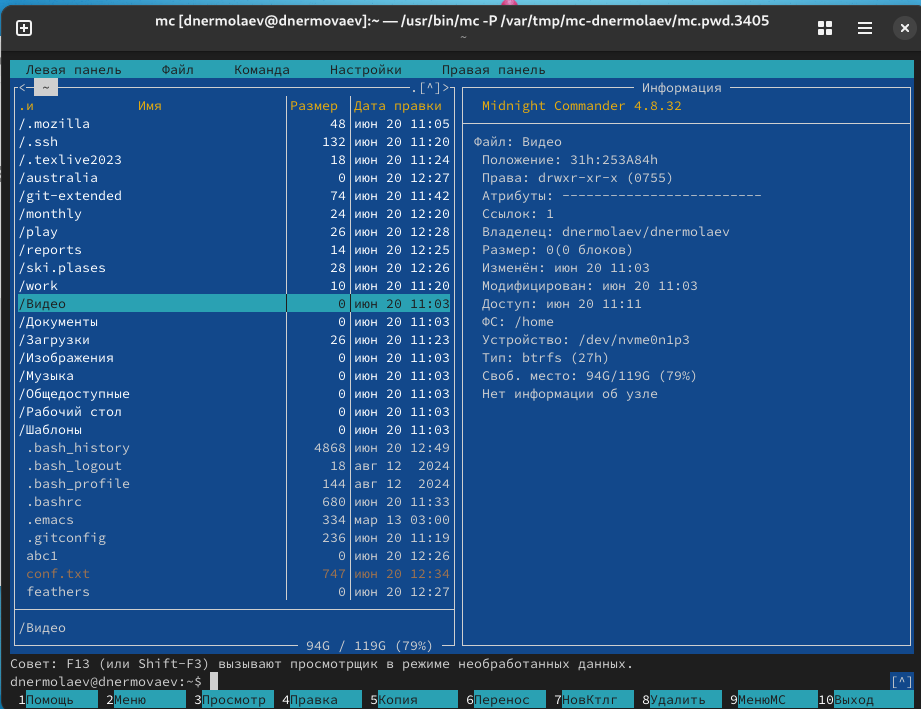 mc [dnermolaev@dnermovaev]:~ — /usr/bin/mc -P /var/tmp/mc-dnermolaev/mc.pwd.3405
~
Левая панель Файл Команда Настройки Правая панель
<- ~ .[^]>
.и Имя Размер Дата правки
/.mozilla 48 июн 20 11:05
/.ssh 132 июн 20 11:20
/.texlive2023 18 июн 20 11:24
/australia 0 июн 20 12:27
/git-extended 74 июн 20 11:42
/monthly 24 июн 20 12:20
/play 26 июн 20 12:28
/reports 14 июн 20 12:25
/ski.plases 28 июн 20 12:26
/work 10 июн 20 11:20
/Видео 0 июн 20 11:03
/Документы 0 июн 20 11:03
/Загрузки 26 июн 20 11:23
/Изображения 0 июн 20 11:03
/Музыка 0 июн 20 11:03
/Общедоступные 0 июн 20 11:03
/Рабочий стол 0 июн 20 11:03
/Шаблоны 0 июн 20 11:03
.bash_history 4868 июн 20 12:49
.bash_logout 18 авг 12 2024
.bash_profile 144 авг 12 2024
.bashrc 680 июн 20 11:33
.emacs 334 мар 13 03:00
.gitconfig 236 июн 20 11:19
abc1 0 июн 20 12:26
conf.txt 747 июн 20 12:34
feathers 0 июн 20 12:27
/Видео
94G / 119G (79%)
Информация
Midnight Commander 4.8.32
Файл: Видео
Положение: 31h:253A84h
Права: drwxr-xr-x (0755)
Атрибуты: -------------------------
Ссылок: 1
Владелец: dnermolaev/dnermolaev
Размер: 0(0 блоков)
Изменён: июн 20 11:03
Модифицирован: июн 20 11:03
Доступ: июн 20 11:11
ФС: /home
Устройство: /dev/nvme0n1p3
Тип: btrfs (27h)
Своб. место: 94G/119G (79%)
Нет информации об узле
Совет: F13 (или Shift-F3) вызывают просмотрщик в режиме необработанных данных.
dnermolaev@dnermovaev:~$ [^]
1Помощь 2Меню 3Просмотр 4Правка 5Копия 6Перенос 7НовКтлг 8Удалить 9МенюMC 10Выход